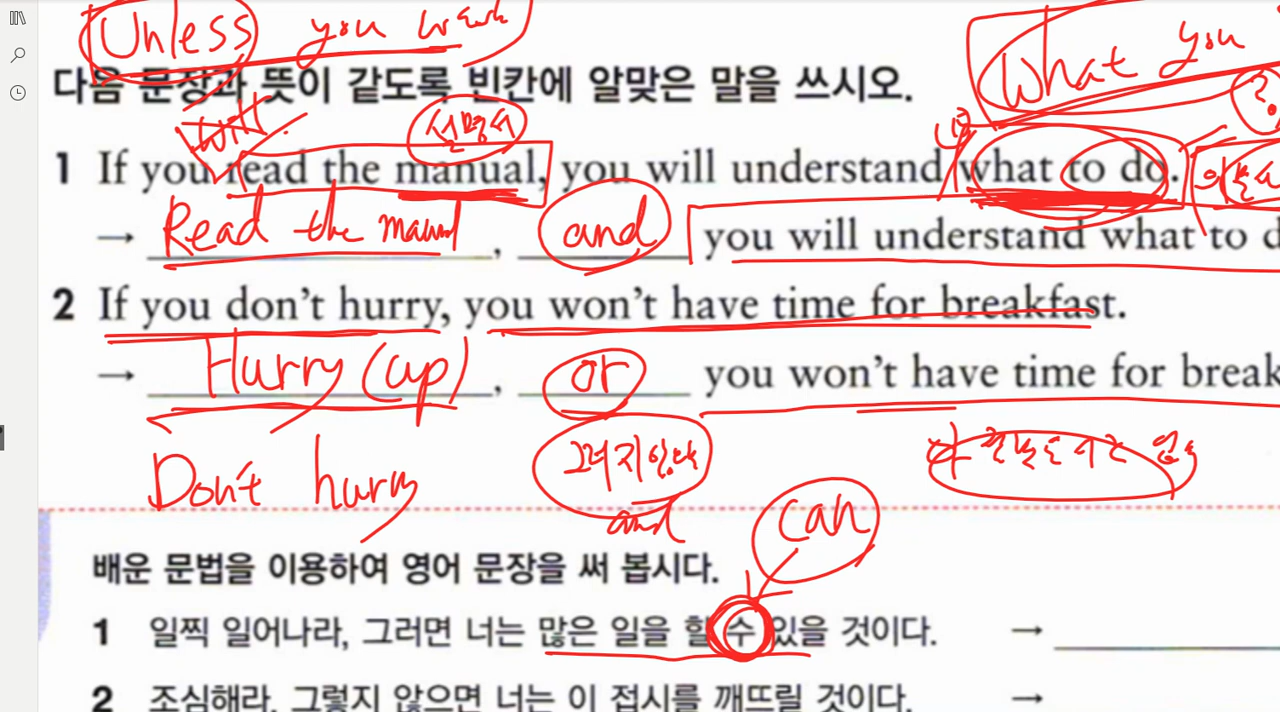 Unless you
What you
?
다음 문장과 뜻이 같도록 빈칸에 알맞은 말을 쓰시오.
will 설명서
1 If you read the manual, you will understand what to do.
→ Read the manual, and you will understand what to d
2 If you don't hurry, you won't have time for breakfast.
→ Hurry (up), or you won't have time for break
Don't hurry
and
can
배운 문법을 이용하여 영어 문장을 써 봅시다.
1 일찍 일어나라, 그러면 너는 많은 일을 할 수 있을 것이다. →
2 조심해라, 그렇지 않으면 너는 이 접시를 깨뜨릴 것이다. →